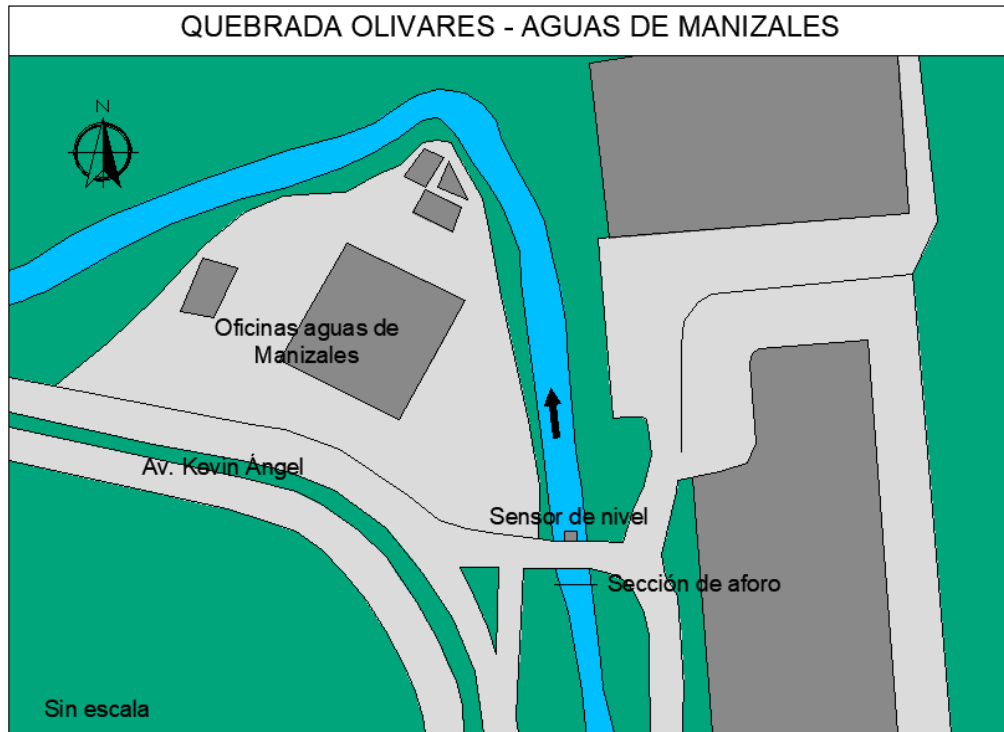 QUEBRADA OLIVARES - AGUAS DE MANIZALES
N
Oficinas aguas de
Manizales
Av. Kevin Ángel
Sensor de nivel
Sección de aforo
Sin escala